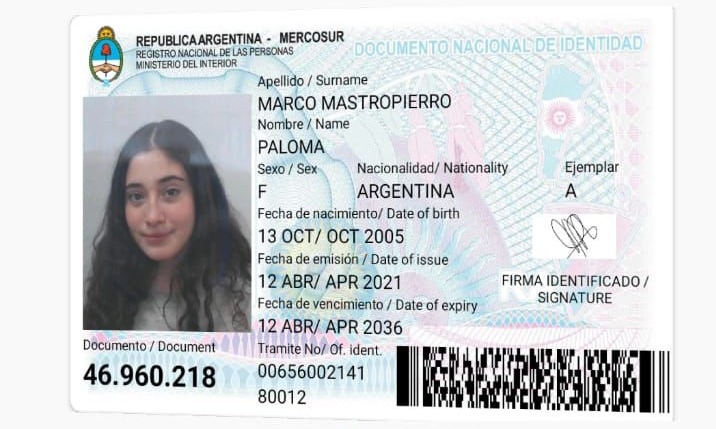 REPUBLICA ARGENTINA - MERCOSUR
REGISTRO NACIONAL DE LAS PERSONAS
MINISTERIO DEL INTERIOR
DOCUMENTO NACIONAL DE IDENTIDAD
Apellido / Surname
MARCO MASTROPIERRO
Nombre / Name
PALOMA
Sexo / Sex
Nacionalidad/ Nationality
Ejemplar
F
ARGENTINA
A
Fecha de nacimiento/ Date of birth
13 OCT/ OCT 2005
Fecha de emisión / Date of issue
12 ABR/ APR 2021
FIRMA IDENTIFICADO /
SIGNATURE
Fecha de vencimiento / Date of expiry
12 ABR/ APR 2036
Documento / Document
46.960.218
Tramite No/ Of. ident.
00656002141
80012